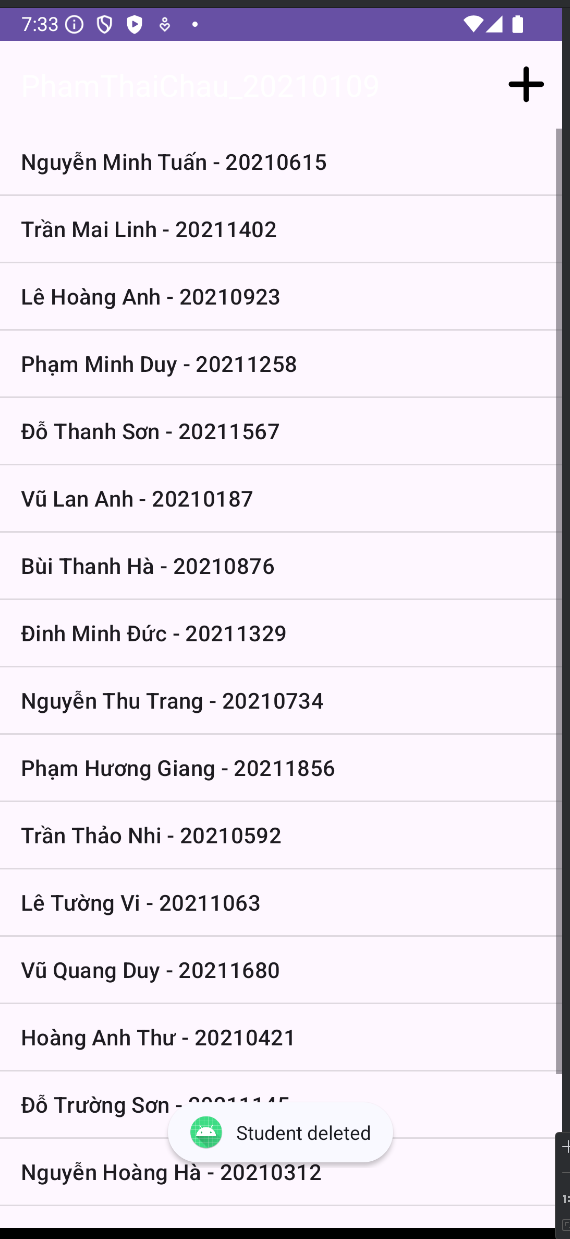 7:33
PhamThaiChau_20210109
Nguyễn Minh Tuấn - 20210615
Trần Mai Linh - 20211402
Lê Hoàng Anh - 20210923
Phạm Minh Duy - 20211258
Đỗ Thanh Sơn - 20211567
Vũ Lan Anh - 20210187
Bùi Thanh Hà - 20210876
Đinh Minh Đức - 20211329
Nguyễn Thu Trang - 20210734
Phạm Hương Giang - 20211856
Trần Thảo Nhi - 20210592
Lê Tường Vi - 20211063
Vũ Quang Duy - 20211680
Hoàng Anh Thư - 20210421
Đỗ Trường Sơn - 20211145
Student deleted
Nguyễn Hoàng Hà - 20210312